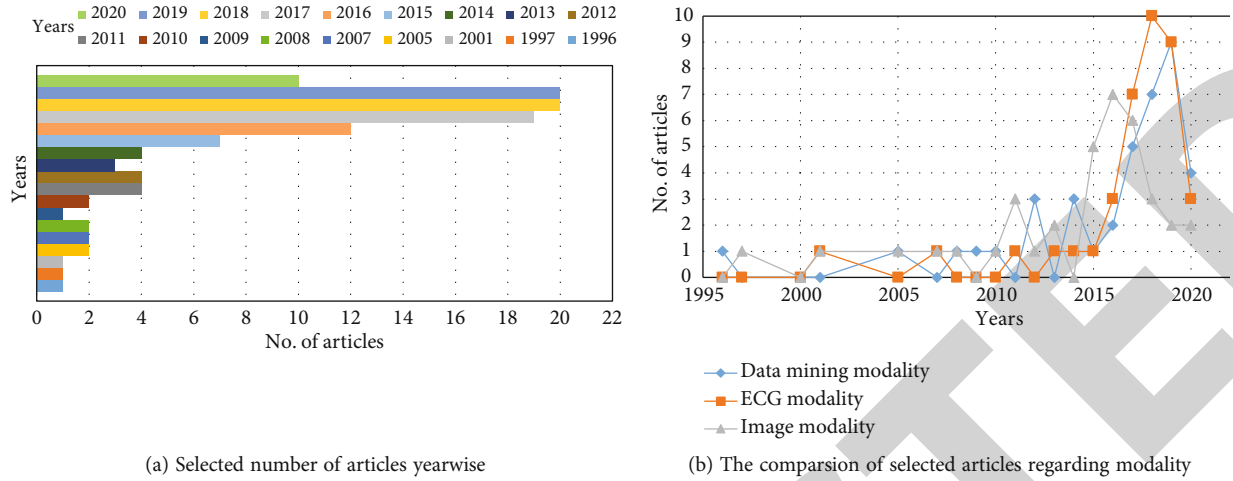 Years 2020 2019 2018 2017 2016 2015 2014 2013 2012
2011 2010 2009 2008 2007 2005 2001 1997 1996
Years
0 2 4 6 8 10 12 14 16 18 20 22
No. of articles
(a) Selected number of articles yearwise
10
9
8
7
6
5
4
3
2
1
0
No. of articles
1995 2000 2005 2010 2015 2020
Years
Data mining modality
ECG modality
Image modality
(b) The comparsion of selected articles regarding modality